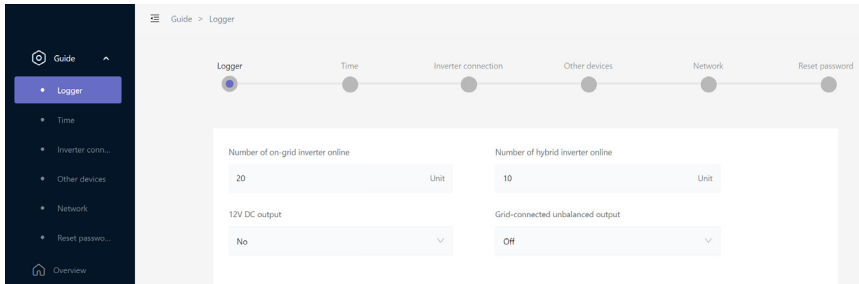 Guide > Logger
Guide
Logger
Time
Inverter conn...
Other devices
Network
Reset passwo...
Overview
Logger Time Inverter connection Other devices Network Reset password
Number of on-grid inverter online Number of hybrid inverter online
20 Unit 10 Unit
12V DC output Grid-connected unbalanced output
No Off